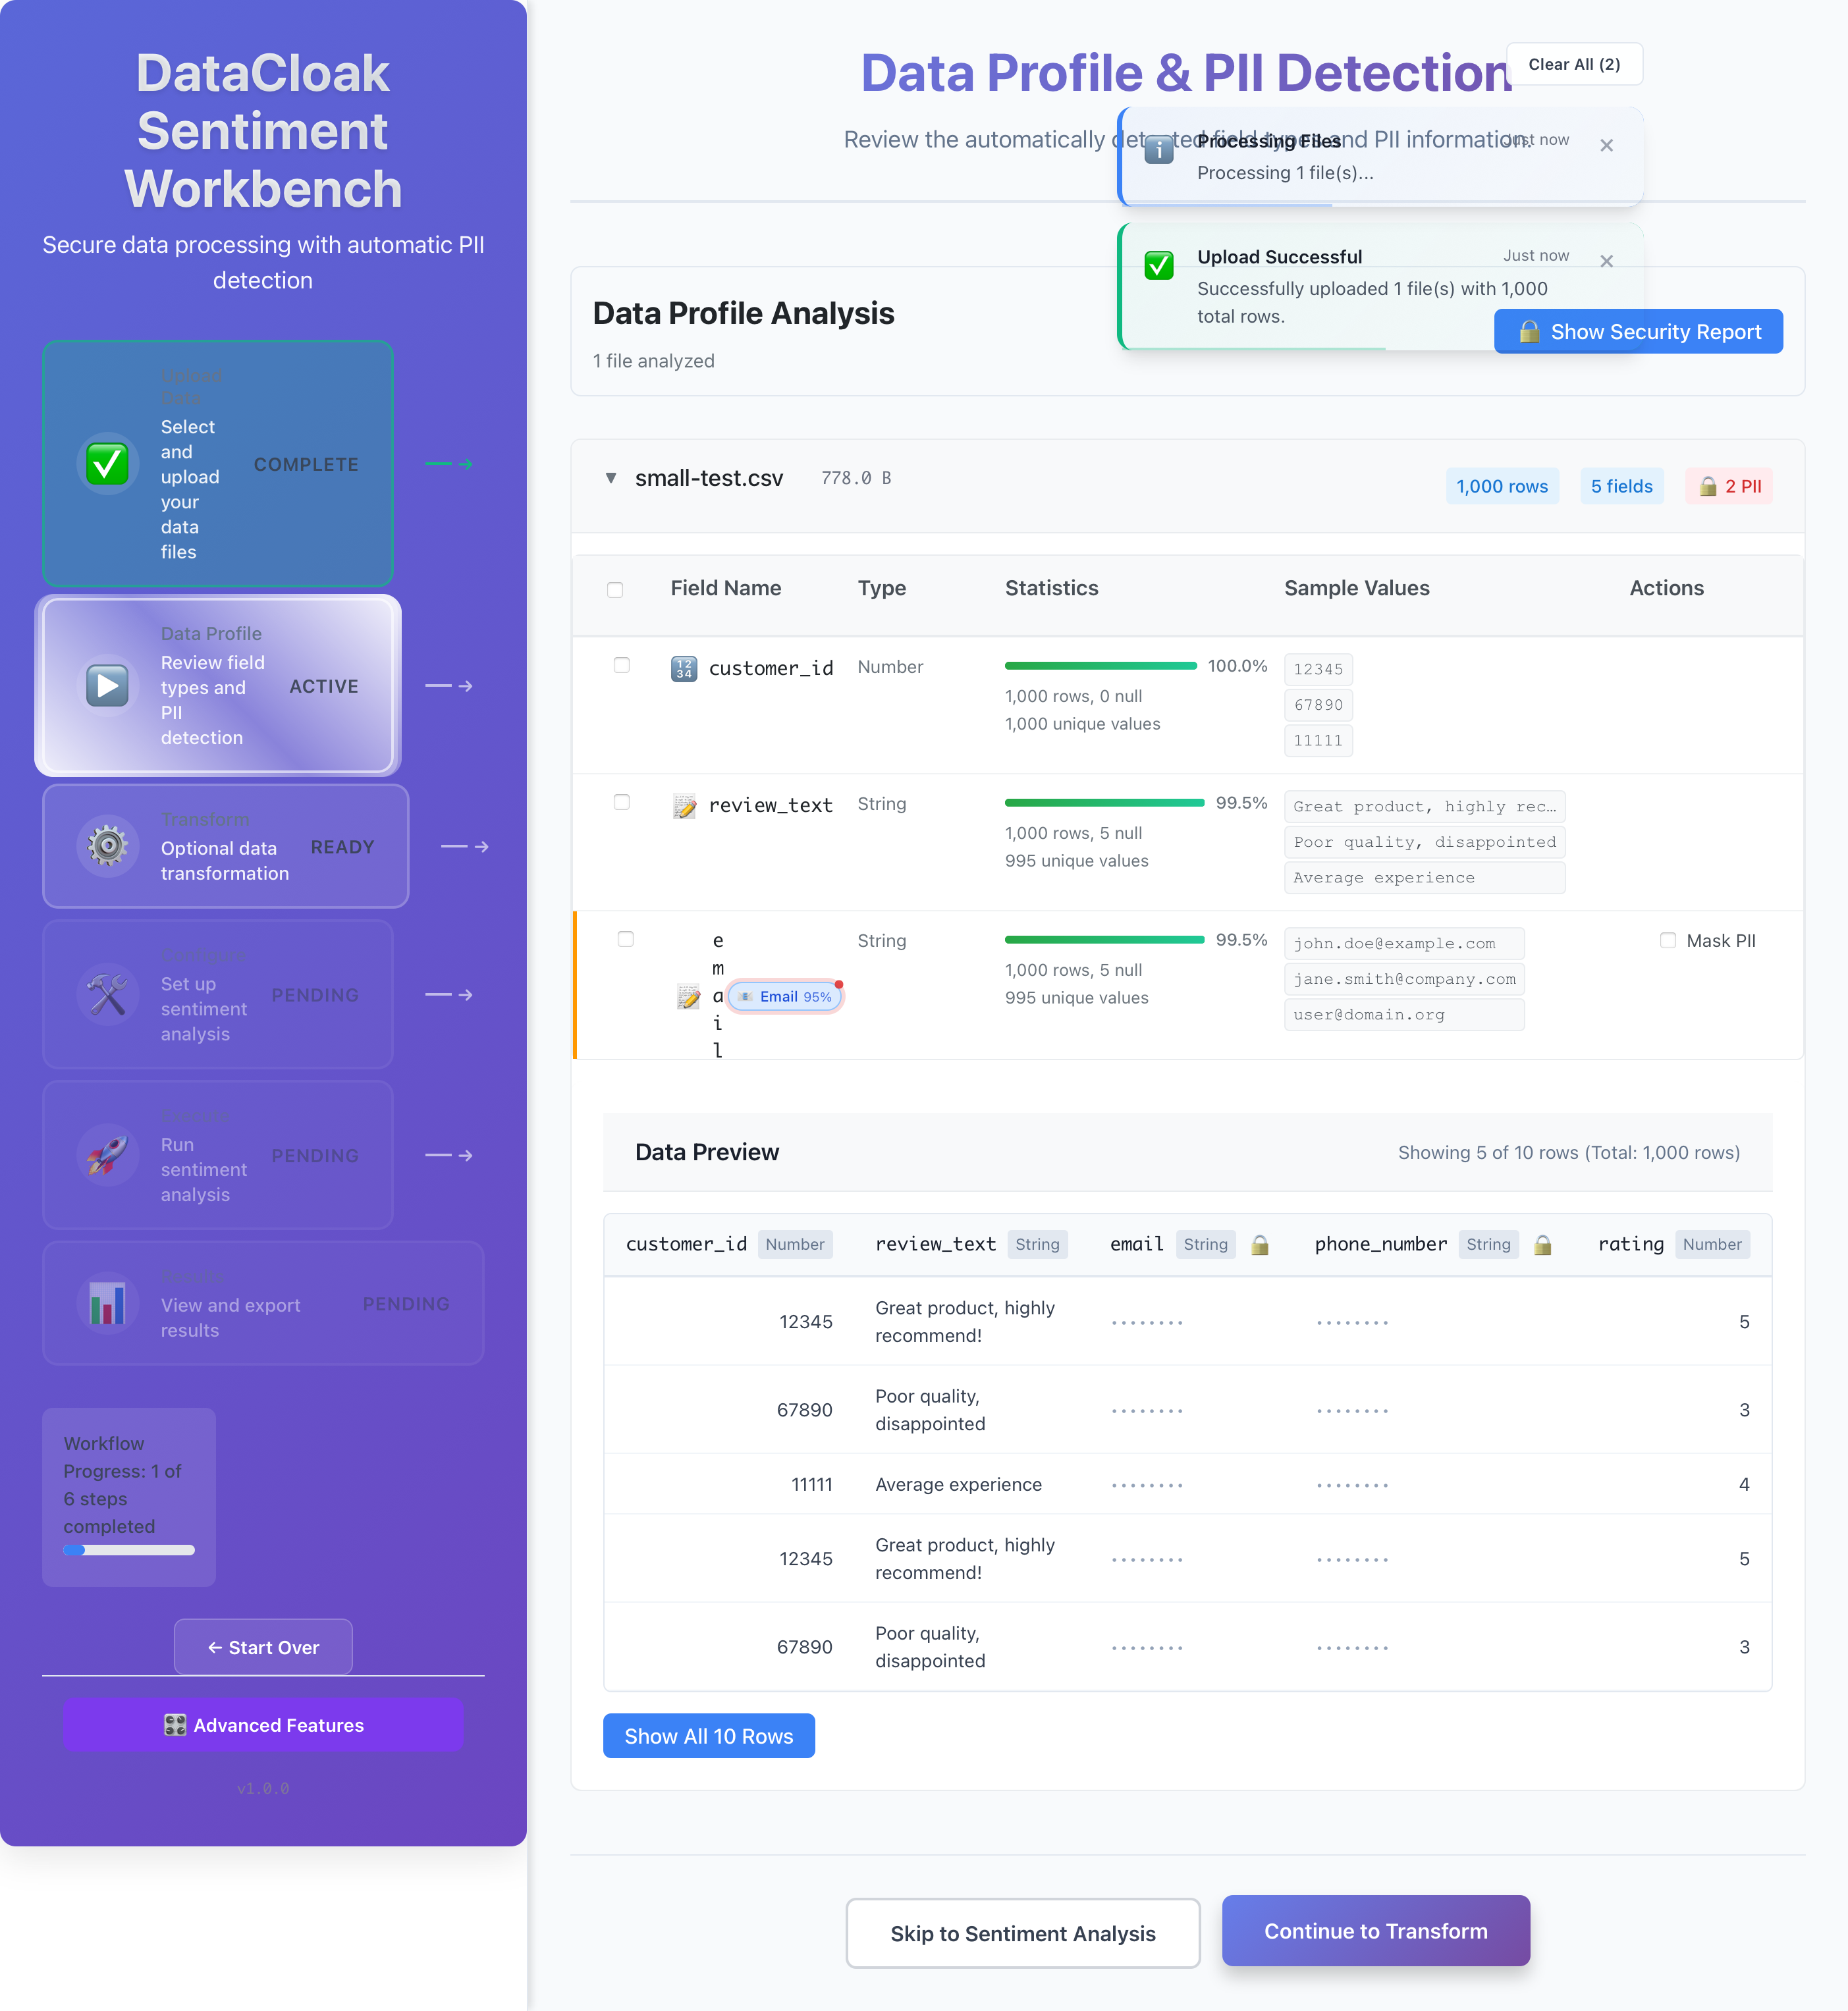 DataCloak
Sentiment
Workbench
Secure data processing with automatic PII
detection
Upload
Data
Select
and
upload
your
data
files
COMPLETE
Data Profile
Review field
types and
PII
detection
ACTIVE
Transform
Optional data
transformation
READY
Configure
Set up
sentiment
analysis
PENDING
Run
sentiment
analysis
PENDING
Results
View and export
results
PENDING
Workflow
Progress: 1 of
6 steps
completed
← Start Over
Advanced Features
v1.0.0
Data Profile & PII Detection
Clear All (2)
Review the automatically detected field types and PII information.
Processing Files
Just now
Processing 1 file(s)...
Upload Successful
Just now
Successfully uploaded 1 file(s) with 1,000
total rows.
Data Profile Analysis
1 file analyzed
Show Security Report
small-test.csv 778.0 B
1,000 rows 5 fields 2 PII
Field Name Type Statistics Sample Values Actions
customer_id Number 100.0%
1,000 rows, 0 null
1,000 unique values
12345
67890
11111
review_text String 99.5%
1,000 rows, 5 null
995 unique values
Great product, highly rec…
Poor quality, disappointed
Average experience
email
Email 95%
String 99.5%
1,000 rows, 5 null
995 unique values
john.doe@example.com
jane.smith@company.com
user@domain.org
Mask PII
Data Preview
Showing 5 of 10 rows (Total: 1,000 rows)
customer_id Number review_text String email String phone_number String rating Number
12345 Great product, highly recommend! •••••••• •••••••• 5
67890 Poor quality, disappointed •••••••• •••••••• 3
11111 Average experience •••••••• •••••••• 4
12345 Great product, highly recommend! •••••••• •••••••• 5
67890 Poor quality, disappointed •••••••• •••••••• 3
Show All 10 Rows
Skip to Sentiment Analysis
Continue to Transform